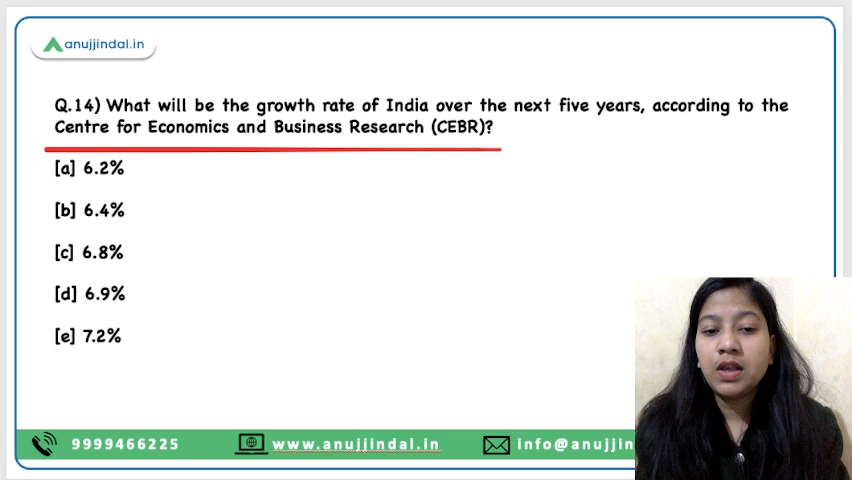 anujjindal.in
Q.14) What will be the growth rate of India over the next five years, according to the
Centre for Economics and Business Research (CEBR)?
[a] 6.2%
[b] 6.4%
[c] 6.8%
[d] 6.9%
[e] 7.2%
9999466225
www.anujjindal.in
info@anujjin